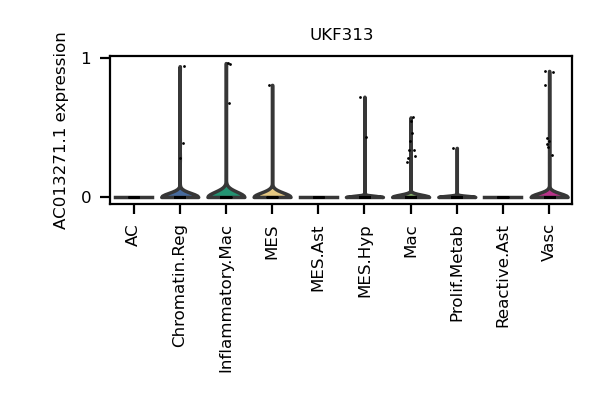 UKF313
AC013271.1 expression
1
0
AC
Chromatin.Reg
Inflammatory.Mac
MES
MES.Ast
MES.Hyp
Mac
Prolif.Metab
Reactive.Ast
Vasc